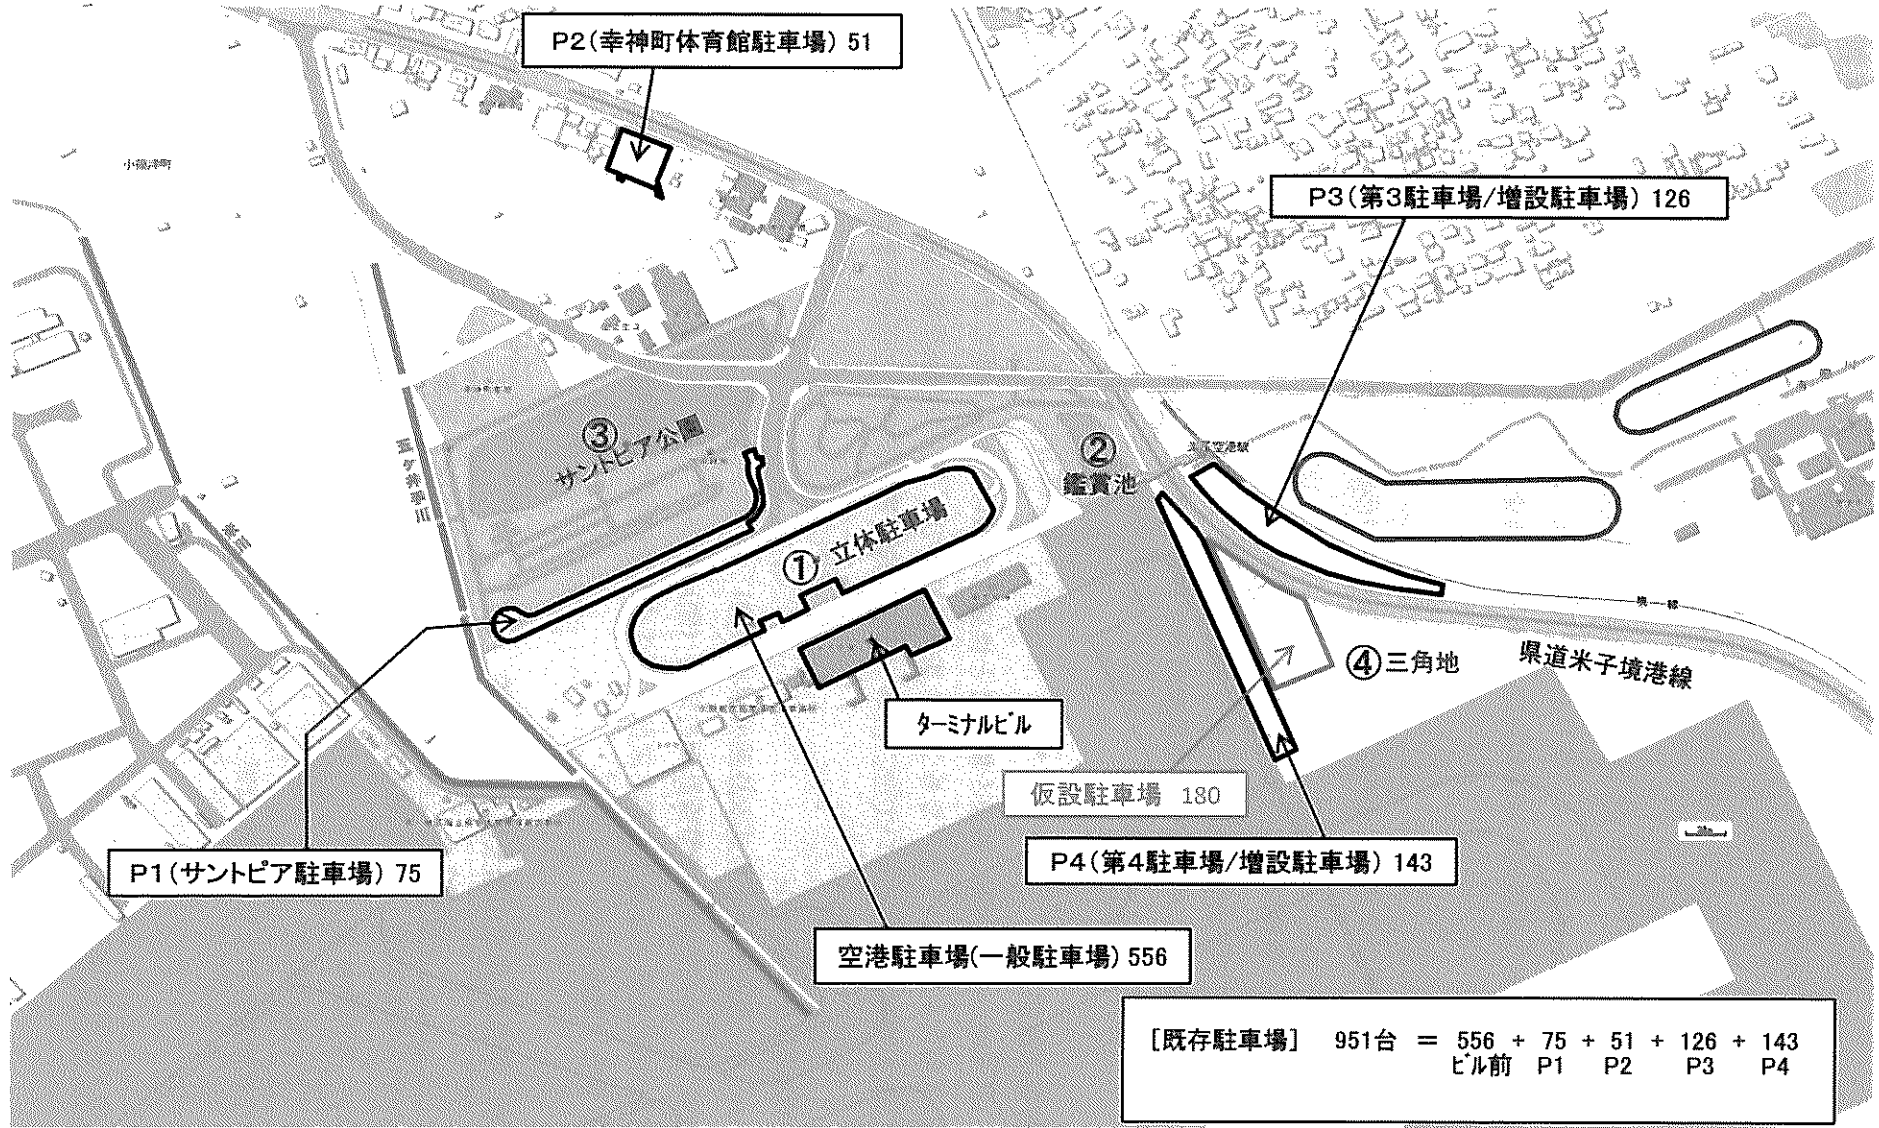 P2(幸神町体育館駐車場) 51
P3(第3駐車場/増設駐車場) 126
小篠津町
③
サントピア公園
②
鑑賞池
米子空港駅
① 立体駐車場
境線
④三角地
県道米子境港線
ターミナルビル
仮設駐車場 180
P4(第4駐車場/増設駐車場) 143
P1(サントピア駐車場) 75
空港駐車場(一般駐車場) 556
[既存駐車場] 951台 = 556 + 75 + 51 + 126 + 143
ビル前 P1 P2 P3 P4